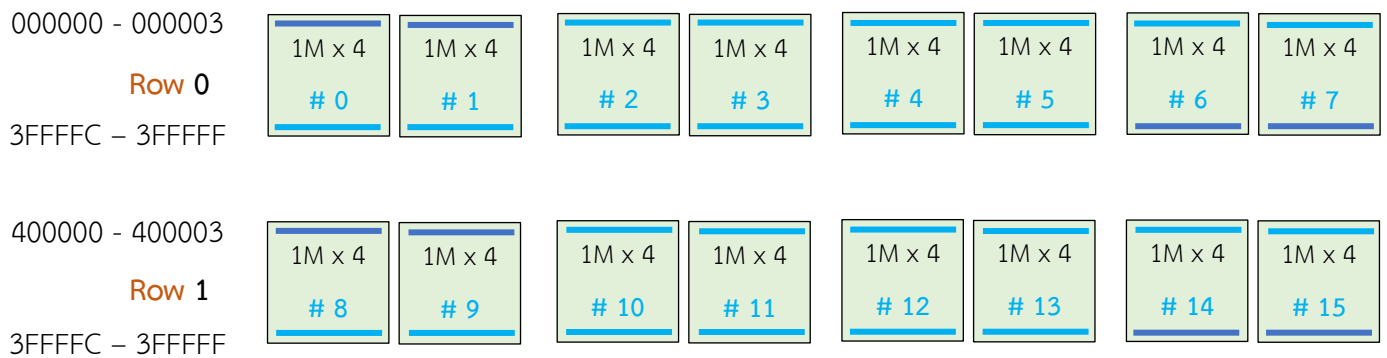 000000 - 000003
1M x 4 1M x 4 1M x 4 1M x 4 1M x 4 1M x 4 1M x 4 1M x 4
Row 0
# 0 # 1 # 2 # 3 # 4 # 5 # 6 # 7
3FFFFC – 3FFFFF
400000 - 400003
1M x 4 1M x 4 1M x 4 1M x 4 1M x 4 1M x 4 1M x 4 1M x 4
Row 1
# 8 # 9 # 10 # 11 # 12 # 13 # 14 # 15
3FFFFC – 3FFFFF